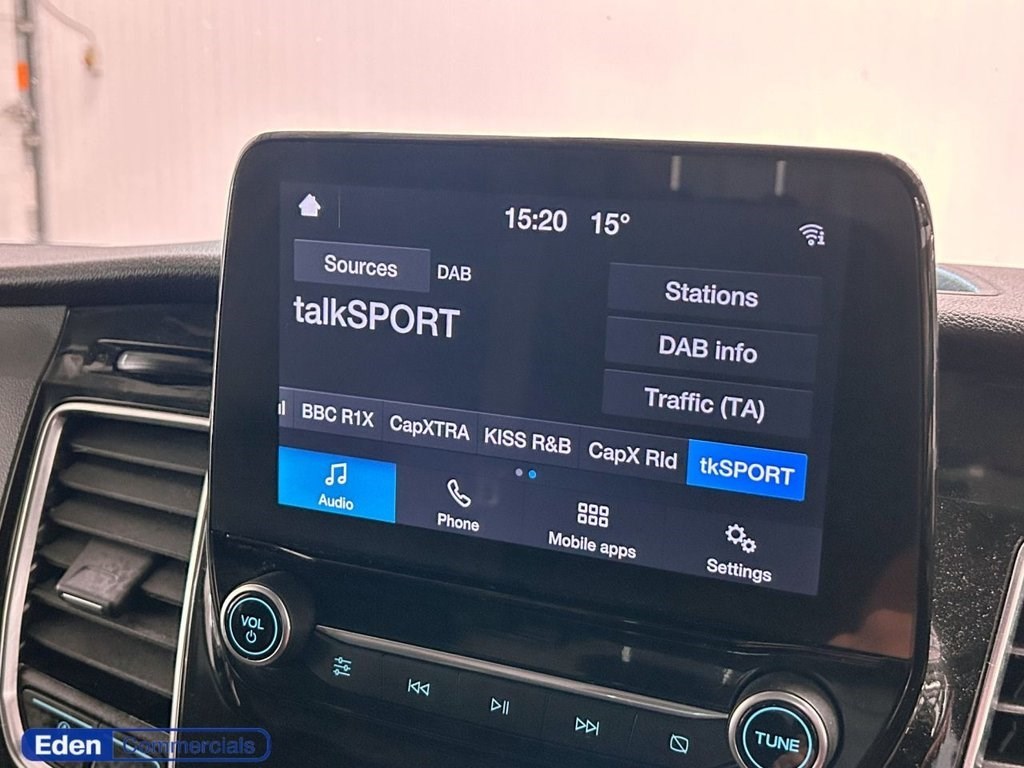 15:20 15°
Sources DAB
talkSPORT
Stations
DAB info
Traffic (TA)
BBC R1X CapXTRA KISS R&B CapX Rld tkSPORT
Audio Phone Mobile apps Settings
VOL
TUNE
Eden Commercials